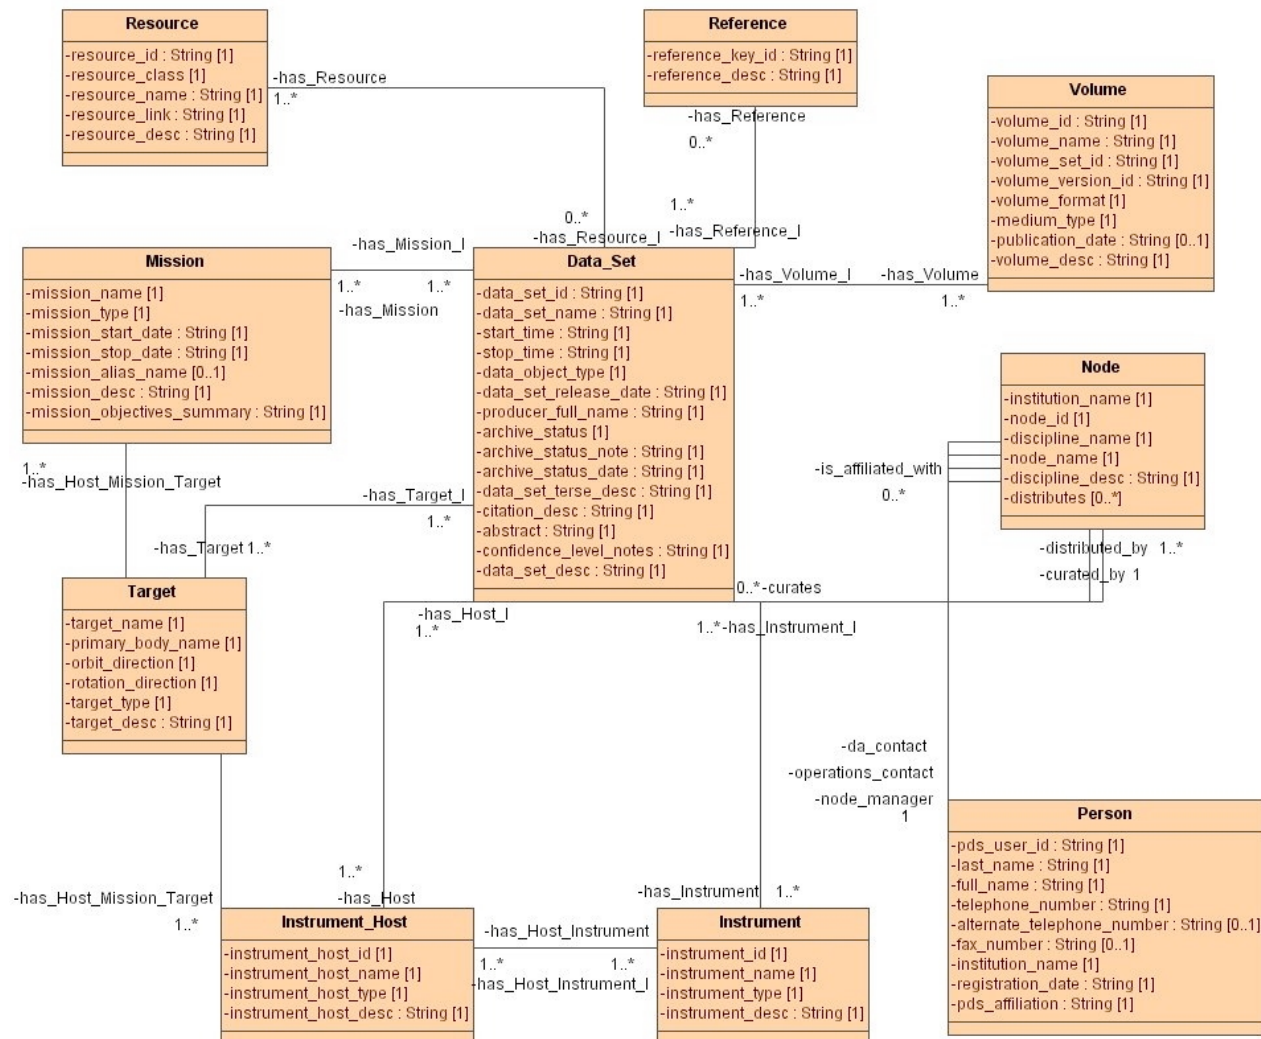 Resource
-resource_id : String [1]
-resource_class [1]
-resource_name : String [1]
-resource_link : String [1]
-resource_desc : String [1]
-has_Resource
1..*
Reference
-reference_key_id : String [1]
-reference_desc : String [1]
-has_Reference
0..*
Volume
-volume_id : String [1]
-volume_name : String [1]
-volume_set_id : String [1]
-volume_version_id : String [1]
-volume_format [1]
-medium_type [1]
-publication_date : String [0..1]
-volume_desc : String [1]
0..*
-has_Resource_I
1..*
-has_Reference_I
-has_Mission_I
1..*
1..*
-has_Mission
-has_Volume_I
1..*
-has_Volume
1..*
Mission
-mission_name [1]
-mission_type [1]
-mission_start_date : String [1]
-mission_stop_date : String [1]
-mission_alias_name [0..1]
-mission_desc : String [1]
-mission_objectives_summary : String [1]
Data_Set
-data_set_id : String [1]
-data_set_name : String [1]
-start_time : String [1]
-stop_time : String [1]
-data_object_type [1]
-data_set_release_date : String [1]
-producer_full_name : String [1]
-archive_status [1]
-archive_status_note : String [1]
-archive_status_date : String [1]
-data_set_terse_desc : String [1]
-citation_desc : String [1]
-abstract : String [1]
-confidence_level_notes : String [1]
-data_set_desc : String [1]
Node
-institution_name [1]
-node_id [1]
-discipline_name [1]
-node_name [1]
-discipline_desc : String [1]
-distributes [0..*]
-is_affiliated_with
0..*
1..*
-has_Host_Mission_Target
-has_Target_I
1..*
-has_Target 1..*
-distributed_by 1..*
-curated_by 1
0..* -curates
-has_Host_I
1..*
1..* -has_Instrument_I
Target
-target_name [1]
-primary_body_name [1]
-orbit_direction [1]
-rotation_direction [1]
-target_type [1]
-target_desc : String [1]
-da_contact
-operations_contact
-node_manager
1
Person
-pds_user_id : String [1]
-last_name : String [1]
-full_name : String [1]
-telephone_number : String [1]
-alternate_telephone_number : String [0..1]
-fax_number : String [0..1]
-institution_name [1]
-registration_date : String [1]
-pds_affiliation : String [1]
-has_Host_Mission_Target
1..*
1..*
-has_Host
-has_Instrument 1..*
Instrument_Host
-instrument_host_id [1]
-instrument_host_name [1]
-instrument_host_type [1]
-instrument_host_desc : String [1]
-has_Host_Instrument
1..*
1..*
-has_Host_Instrument_I
Instrument
-instrument_id [1]
-instrument_name [1]
-instrument_type [1]
-instrument_desc : String [1]